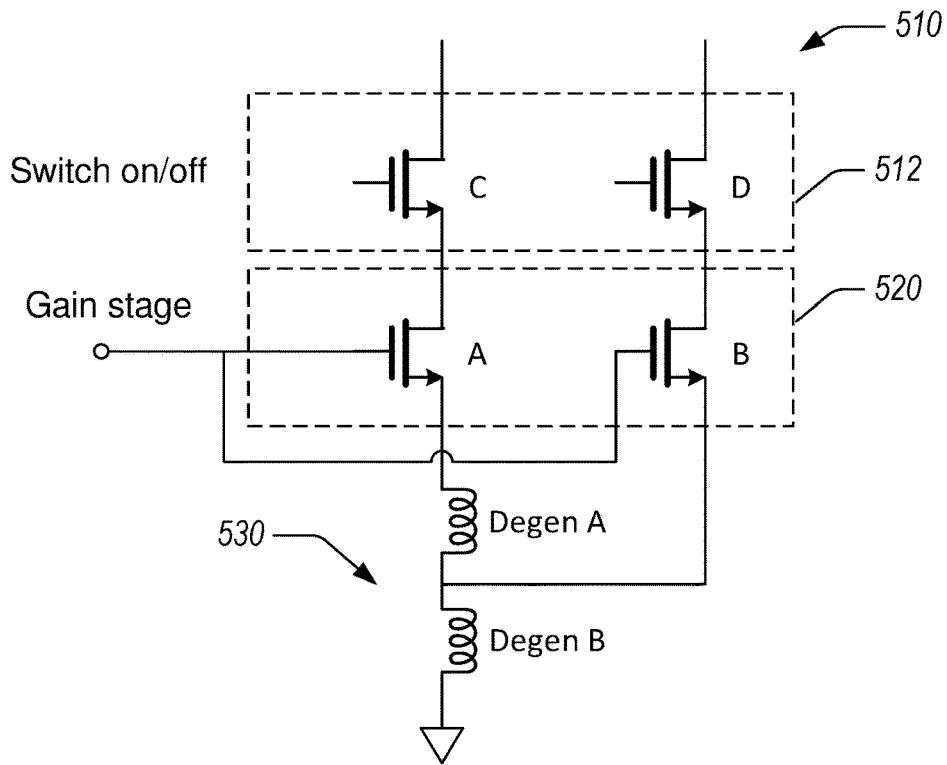 510
Switch on/off
C
D
512
Gain stage
520
A
B
530
Degen A
Degen B